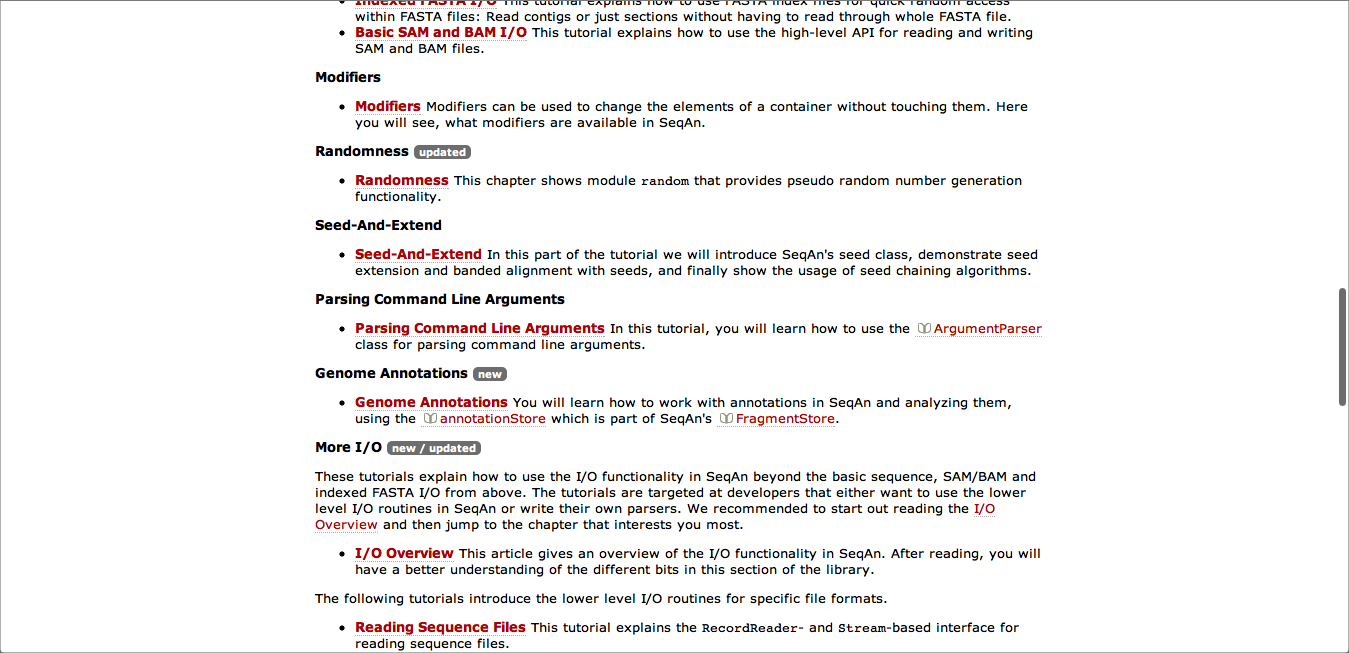 Indexed FASTA I/O This tutorial explains how to use FASTA index files for quick random access
within FASTA files: Read contigs or just sections without having to read through whole FASTA file.
• Basic SAM and BAM I/O This tutorial explains how to use the high-level API for reading and writing
SAM and BAM files.
Modifiers
• Modifiers Modifiers can be used to change the elements of a container without touching them. Here
you will see, what modifiers are available in SeqAn.
Randomness updated
• Randomness This chapter shows module random that provides pseudo random number generation
functionality.
Seed-And-Extend
• Seed-And-Extend In this part of the tutorial we will introduce SeqAn's seed class, demonstrate seed
extension and banded alignment with seeds, and finally show the usage of seed chaining algorithms.
Parsing Command Line Arguments
• Parsing Command Line Arguments In this tutorial, you will learn how to use the ArgumentParser
class for parsing command line arguments.
Genome Annotations new
• Genome Annotations You will learn how to work with annotations in SeqAn and analyzing them,
using the annotationStore which is part of SeqAn's FragmentStore.
More I/O new / updated
These tutorials explain how to use the I/O functionality in SeqAn beyond the basic sequence, SAM/BAM and
indexed FASTA I/O from above. The tutorials are targeted at developers that either want to use the lower
level I/O routines in SeqAn or write their own parsers. We recommended to start out reading the I/O
Overview and then jump to the chapter that interests you most.
• I/O Overview This article gives an overview of the I/O functionality in SeqAn. After reading, you will
have a better understanding of the different bits in this section of the library.
The following tutorials introduce the lower level I/O routines for specific file formats.
• Reading Sequence Files This tutorial explains the RecordReader- and Stream-based interface for
reading sequence files.